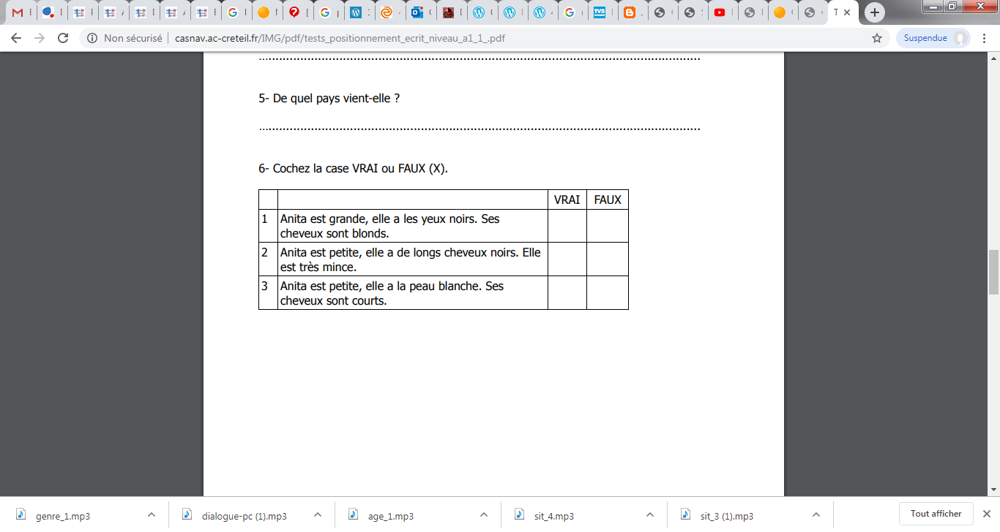 Non sécurisé | casnav.ac-creteil.fr/IMG/pdf/tests_positionnement_ecrit_niveau_a1_1_.pdf
Suspendue
5- De quel pays vient-elle ?
6- Cochez la case VRAI ou FAUX (X).
VRAI FAUX
1 Anita est grande, elle a les yeux noirs. Ses
cheveux sont blonds.
2 Anita est petite, elle a de longs cheveux noirs. Elle
est très mince.
3 Anita est petite, elle a la peau blanche. Ses
cheveux sont courts.
genre_1.mp3
dialogue-pc (1).mp3
age_1.mp3
sit_4.mp3
sit_3 (1).mp3
Tout afficher